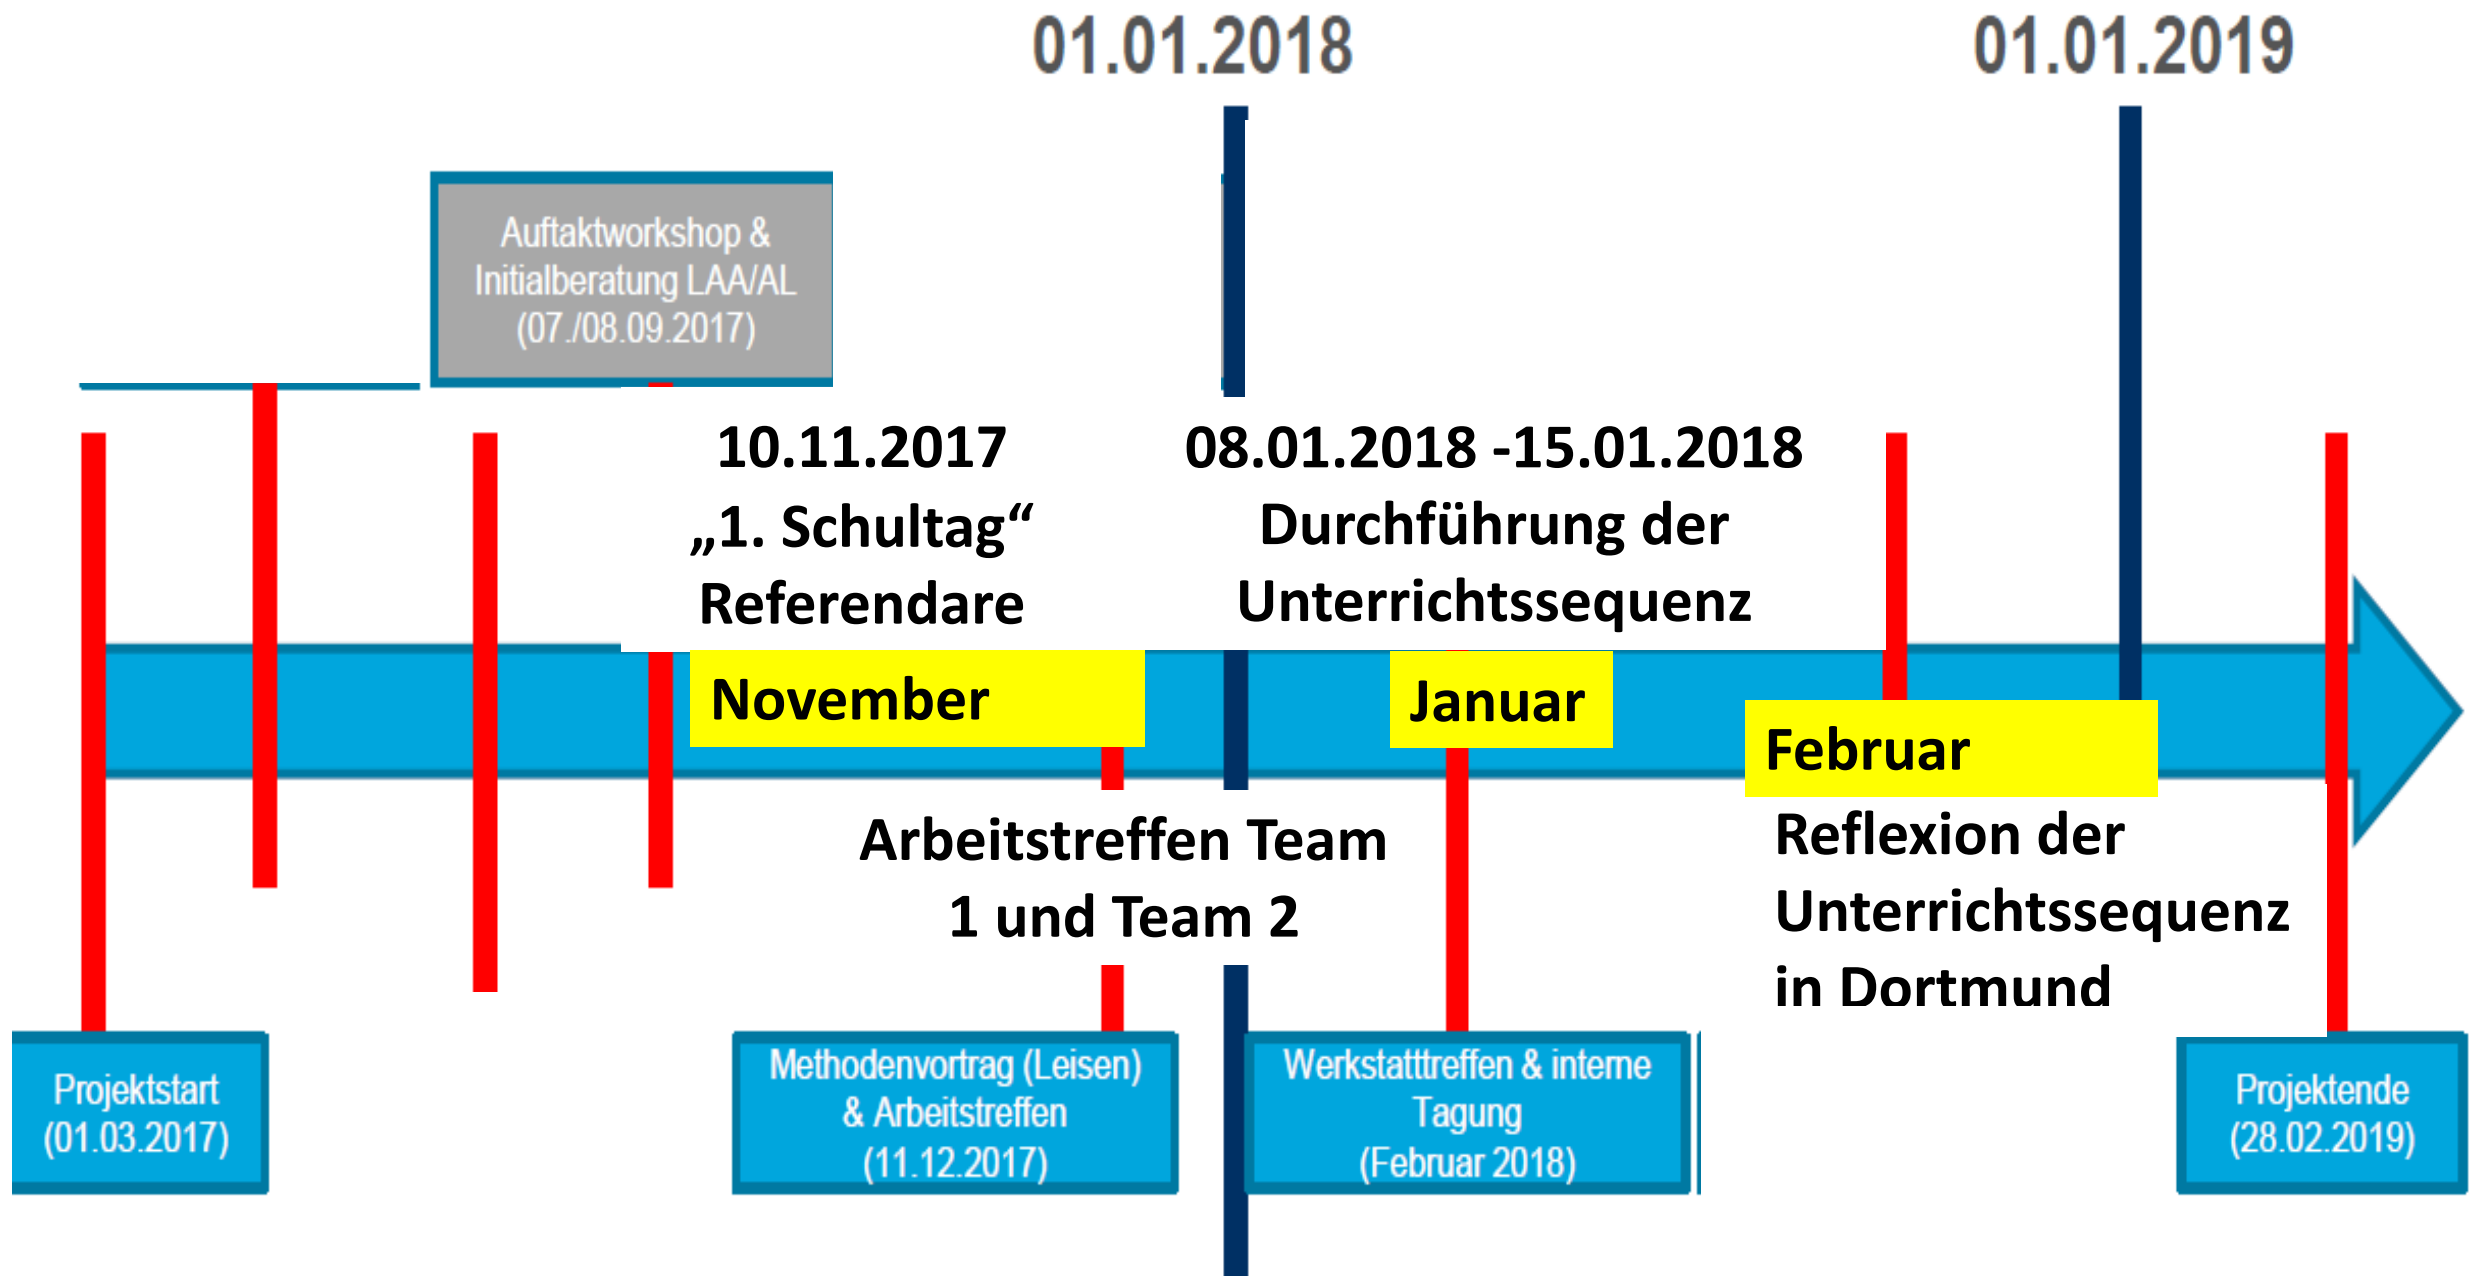 01.01.2018
01.01.2019
Auftaktworkshop &
Initialberatung LAA/AL
(07./08.09.2017)
10.11.2017
„1. Schultag“
Referendare
08.01.2018 -15.01.2018
Durchführung der
Unterrichtssequenz
November
Januar
Februar
Arbeitstreffen Team
1 und Team 2
Reflexion der
Unterrichtssequenz
in Dortmund
Projektstart
(01.03.2017)
Methodenvortrag (Leisen)
& Arbeitstreffen
(11.12.2017)
Werkstatttreffen & interne
Tagung
(Februar 2018)
Projektende
(28.02.2019)